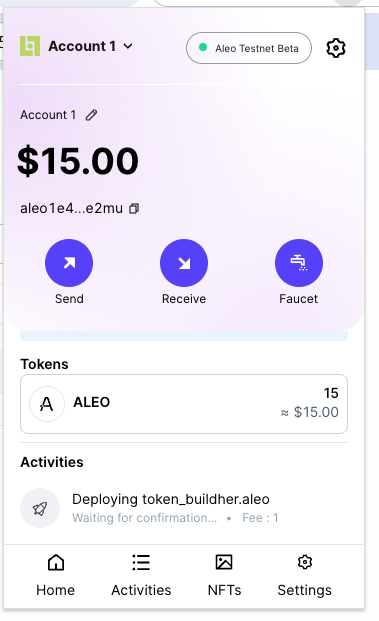 Account 1
Aleo Testnet Beta
Account 1
$15.00
aleo1e4...e2mu
Send
Receive
Faucet
Tokens
ALEO
15
≈ $15.00
Activities
Deploying token_buildher.aleo
Waiting for confirmation... • Fee : 1
Home
Activities
NFTs
Settings